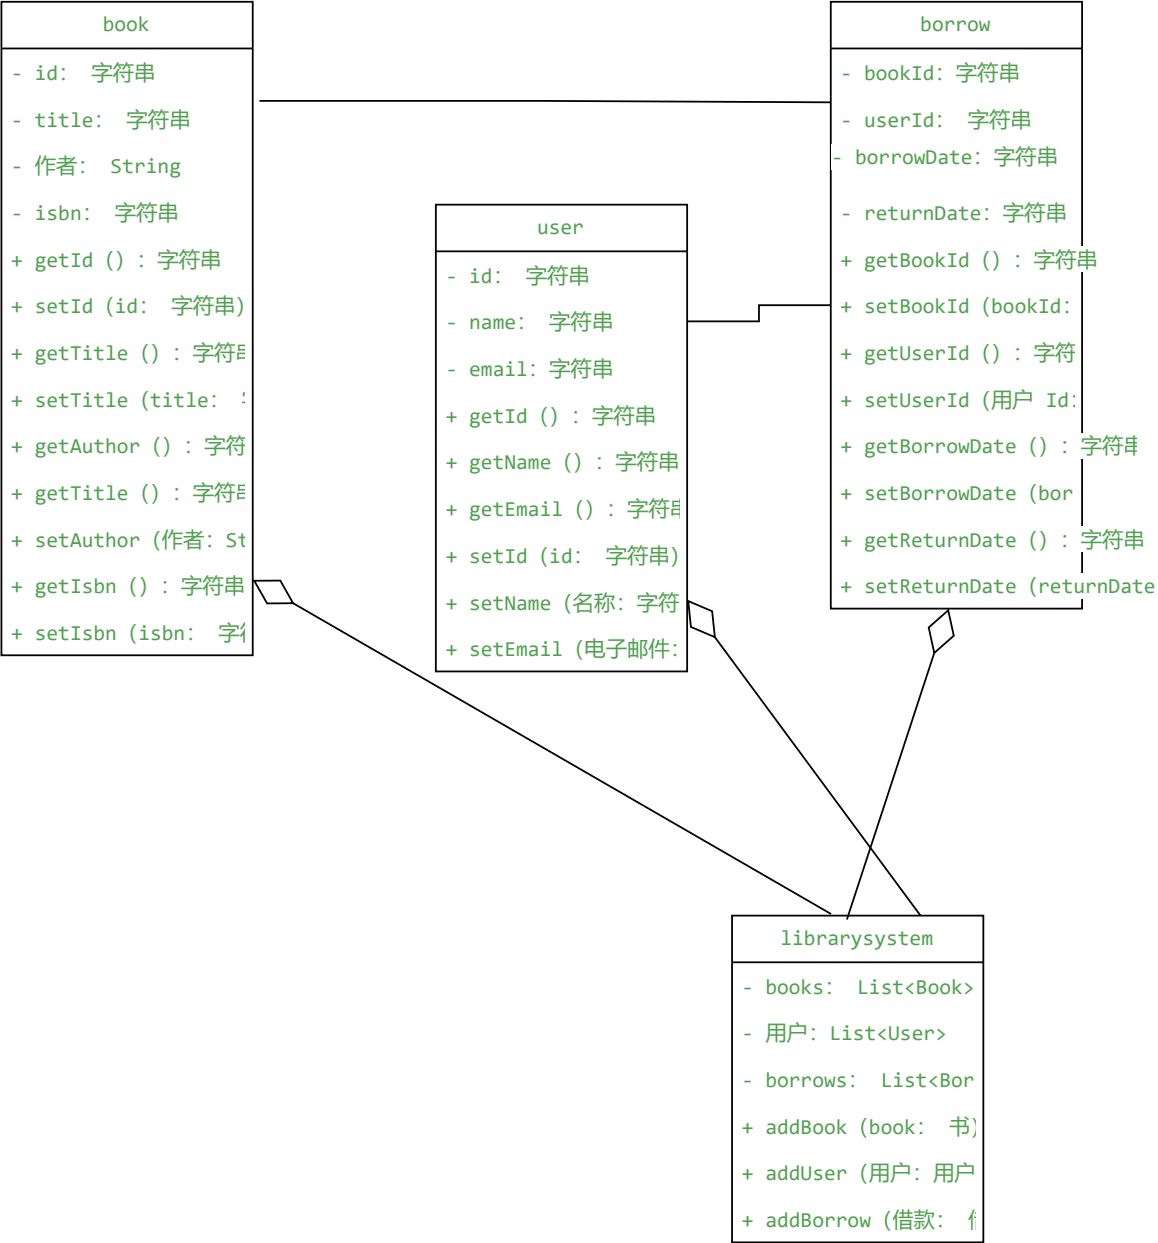 book
- id： 字符串
- title： 字符串
- 作者： String
- isbn： 字符串
+ getId（）：字符串
+ setId（id： 字符串）
+ getTitle（）：字符
+ setTitle（title：
+ getAuthor（）：字符
+ getTitle（）：字符
+ setAuthor（作者：St
+ getIsbn（）：字符串
+ setIsbn（isbn： 字
user
- id： 字符串
- name： 字符串
- email：字符串
+ getId（）：字符串
+ getName（）：字符串
+ getEmail（）：字符
+ setId（id： 字符串）
+ setName（名称：字符
+ setEmail（电子邮件：
borrow
- bookId：字符串
- userId： 字符串
- borrowDate：字符串
- returnDate：字符串
+ getBookId（）：字符串
+ setBookId（bookId：
+ getUserId（）：字符
+ setUserId（用户 Id：
+ getBorrowDate（）：字符串
+ setBorrowDate（bor
+ getReturnDate（）：字符串
+ setReturnDate（returnDate
librarysystem
- books： List<Book>
- 用户：List<User>
- borrows： List<Bor
+ addBook（book： 书）
+ addUser（用户：用户
+ addBorrow（借款：